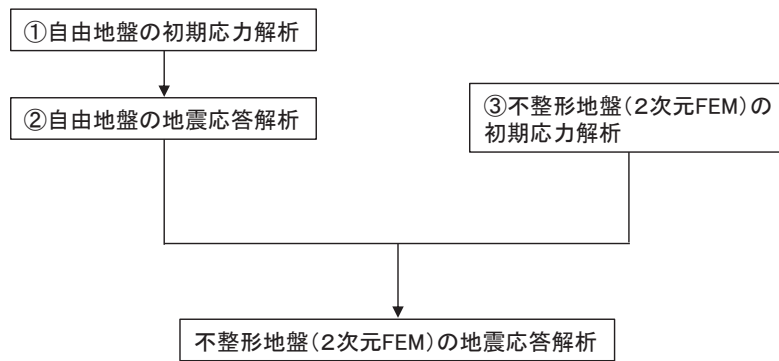 ①自由地盤の初期応力解析
②自由地盤の地震応答解析
③不整形地盤(2次元FEM)の
初期応力解析
不整形地盤(2次元FEM)の地震応答解析